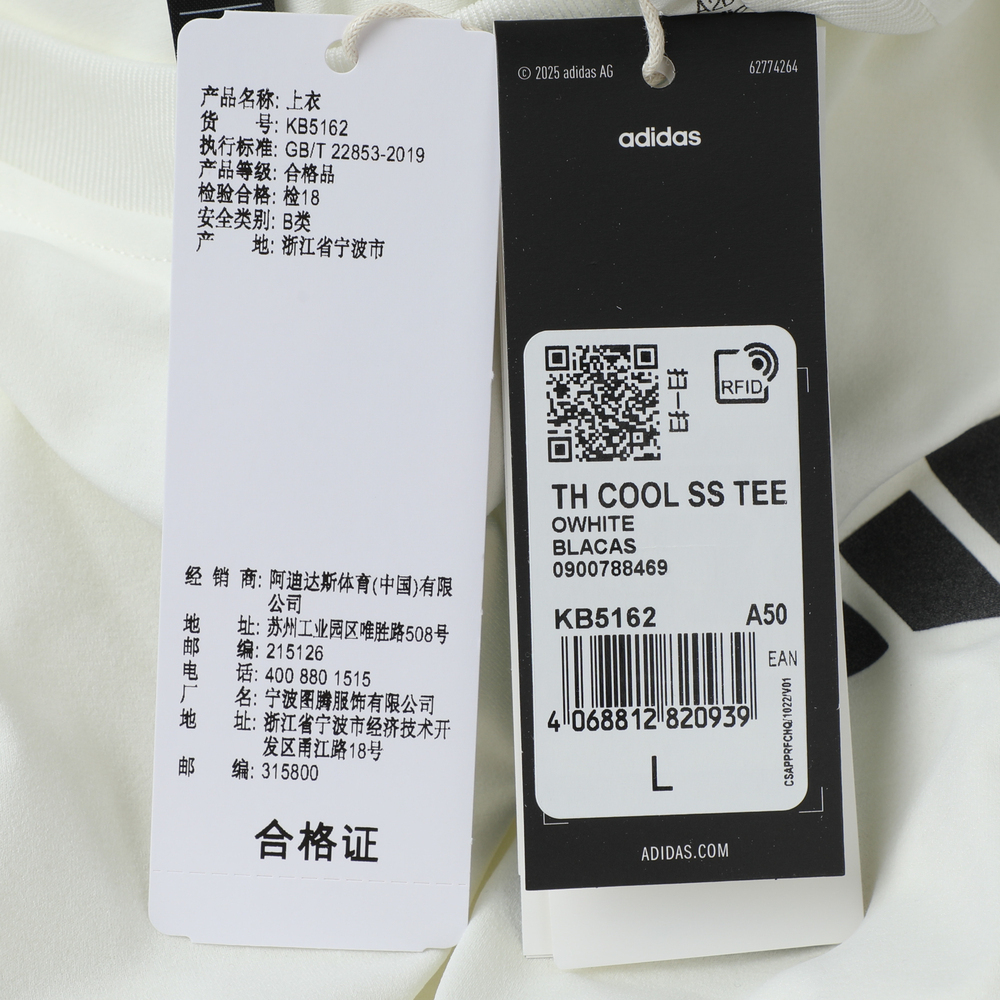 产品名称: 上衣
货 号: KB5162
执行标准: GB/T 22853-2019
产品等级: 合格品
检验合格: 检18
安全类别: B类
产 地: 浙江省宁波市
经 销 商: 阿迪达斯体育(中国)有限
公司
地 址: 苏州工业园区唯胜路508号
邮 编: 215126
电 话: 400 880 1515
厂 名: 宁波图腾服饰有限公司
地 址: 浙江省宁波市经济技术开
发区甬江路18号
邮 编: 315800
合格证
© 2025 adidas AG
62774264
adidas
扫一扫
RFID
TH COOL SS TEE
OWHITE
BLACAS
0900788469
KB5162 A50
EAN
4 068812 820939
CSAPPRFCHQ/1022/V01
L
ADIDAS.COM